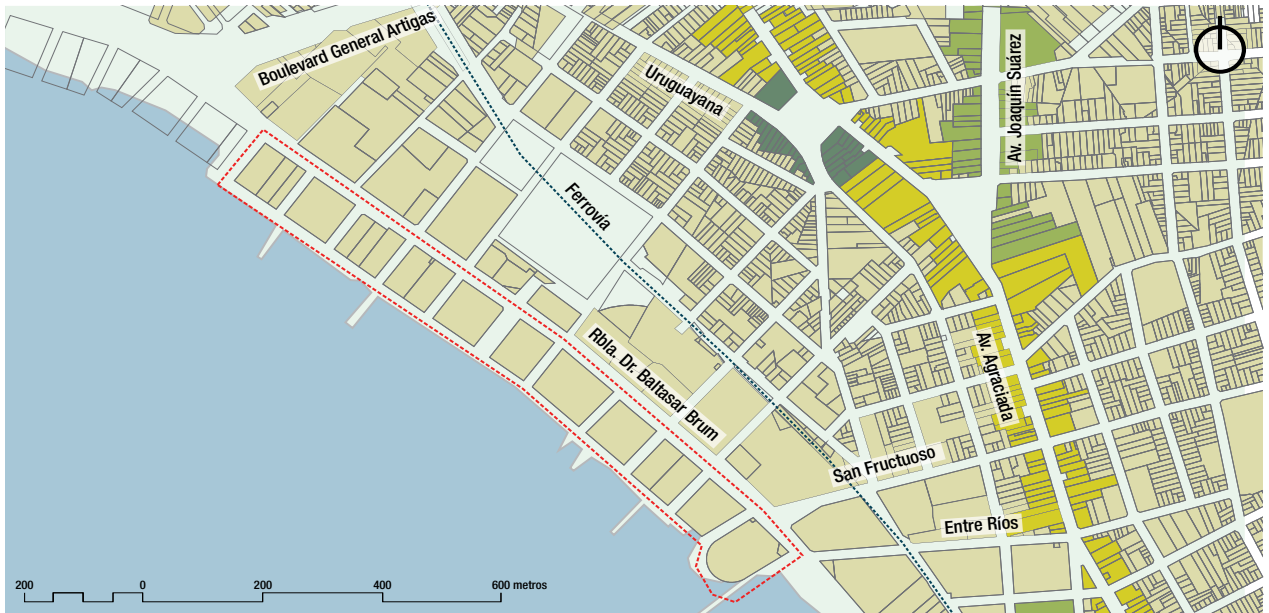 Boulevard General Artigas
Uruguayana
Av. Joaquín Suárez
Ferrovía
Rbla. Dr. Baltasar Brum
Av. Agraciada
San Fructuoso
Entre Ríos
200 0 200 400 600 metros